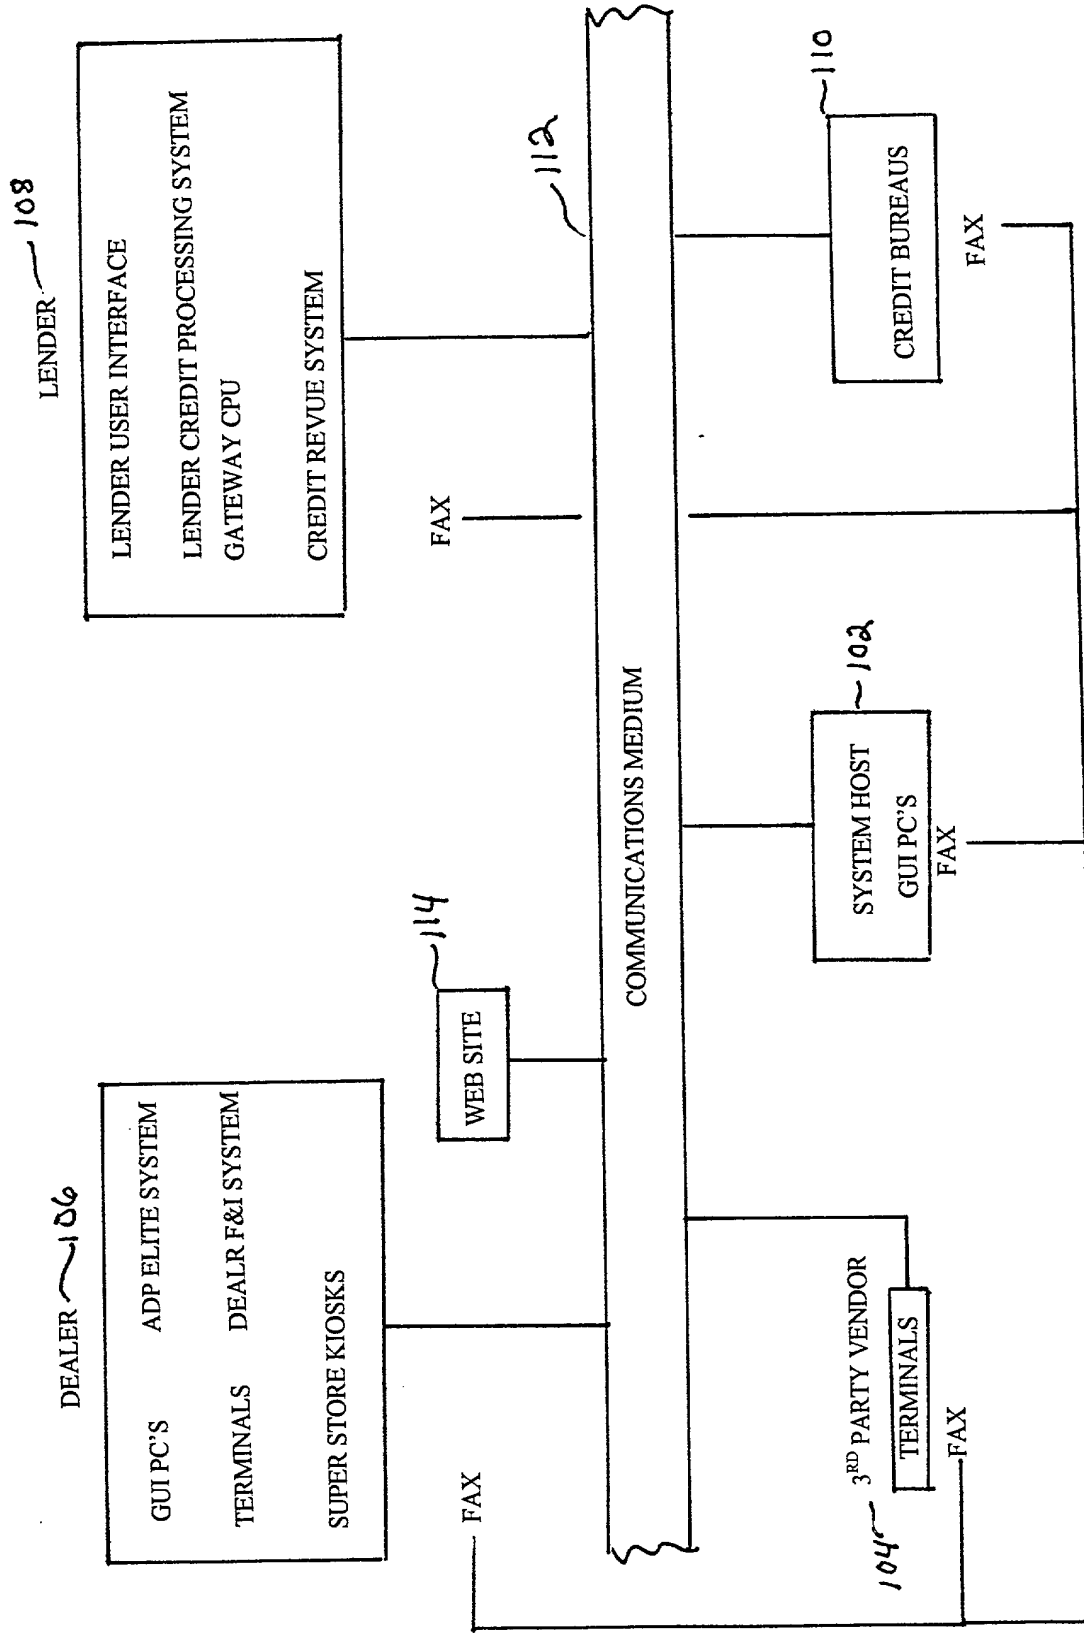 DEALER 106
GUI PC'S ADP ELITE SYSTEM
TERMINALS DEALR F&I SYSTEM
SUPER STORE KIOSKS
LENDER 108
LENDER USER INTERFACE
LENDER CREDIT PROCESSING SYSTEM
GATEWAY CPU
CREDIT REVUE SYSTEM
FAX
WEB SITE
114
FAX
112
COMMUNICATIONS MEDIUM
104 3RD PARTY VENDOR
TERMINALS
FAX
102
SYSTEM HOST
GUI PC'S
FAX
110
CREDIT BUREAUS
FAX